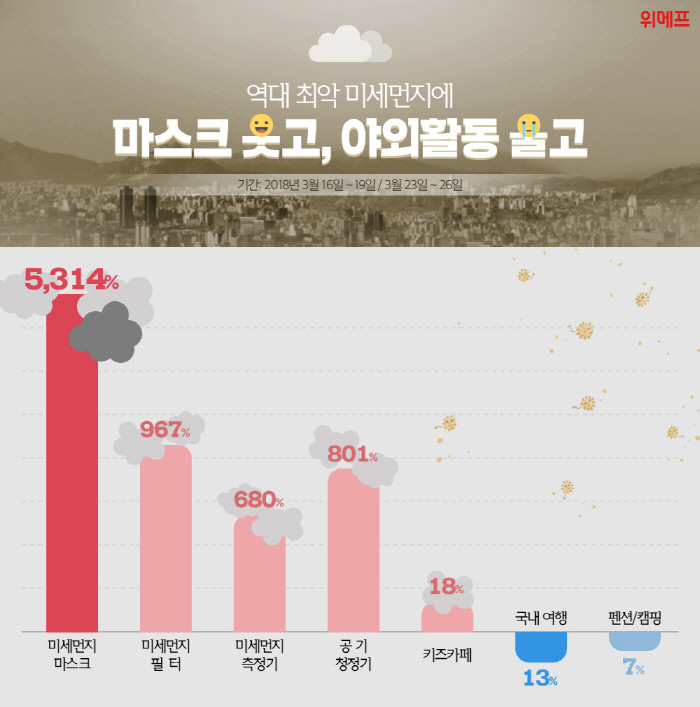 위메프
역대 최악 미세먼지에
마스크 웃고, 야외활동 울고
기간: 2018년 3월 16일 ~ 19일 / 3월 23일 ~ 26일
5,314%
967%
680%
801%
18%
미세먼지
마스크
미세먼지
필 터
미세먼지
측정기
공 기
청정기
키즈카페
국내 여행
13%
펜션/캠핑
7%